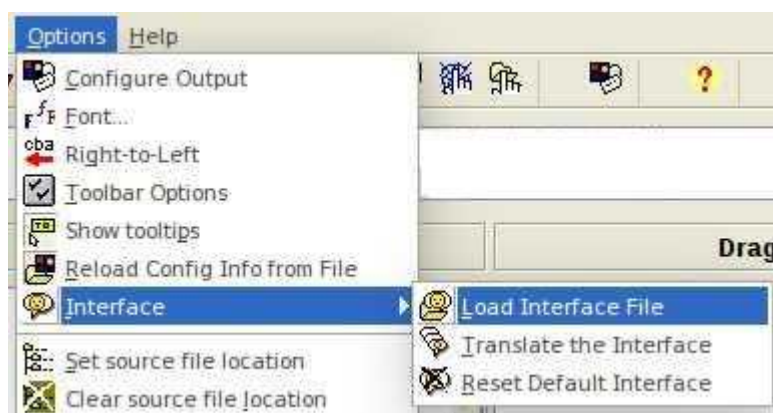 Options Help
Configure Output
Font...
Right-to-Left
Toolbar Options
Show tooltips
Reload Config Info from File
Interface
Set source file location
Clear source file location
Load Interface File
Translate the Interface
Reset Default Interface
Drag